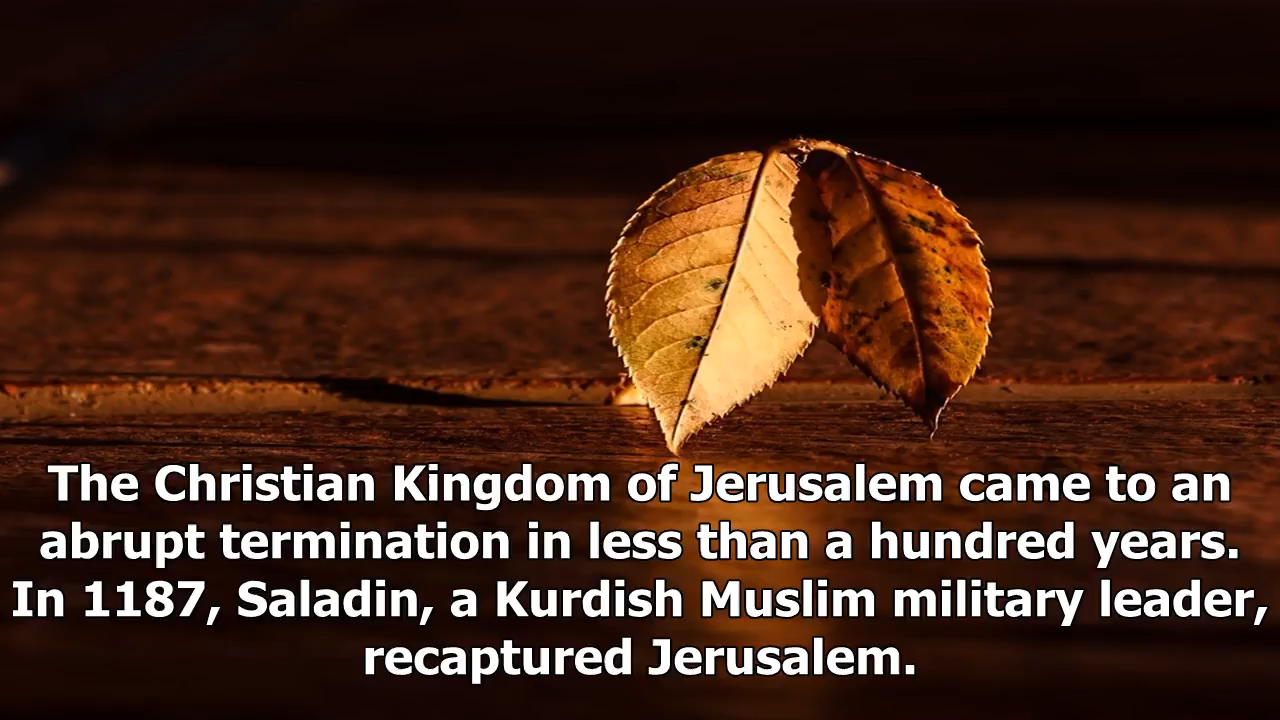 The Christian Kingdom of Jerusalem came to an
abrupt termination in less than a hundred years.
In 1187, Saladin, a Kurdish Muslim military leader,
recaptured Jerusalem.